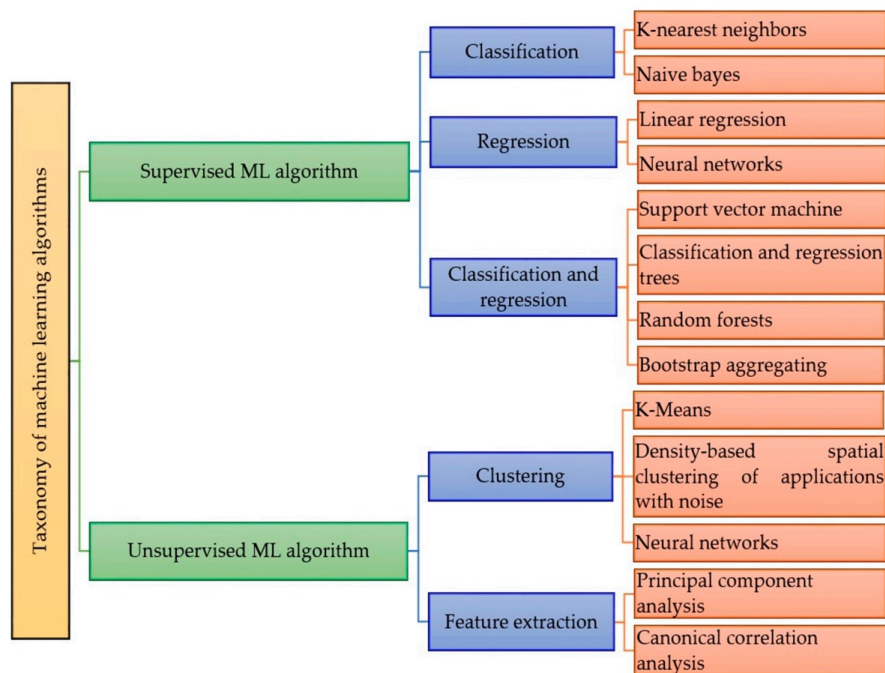 Taxonomy of machine learning algorithms
Supervised ML algorithm
Classification
K-nearest neighbors
Naive bayes
Regression
Linear regression
Neural networks
Classification and
regression
Support vector machine
Classification and regression
trees
Random forests
Bootstrap aggregating
Unsupervised ML algorithm
Clustering
K-Means
Density-based spatial
clustering of applications
with noise
Neural networks
Feature extraction
Principal component
analysis
Canonical correlation
analysis